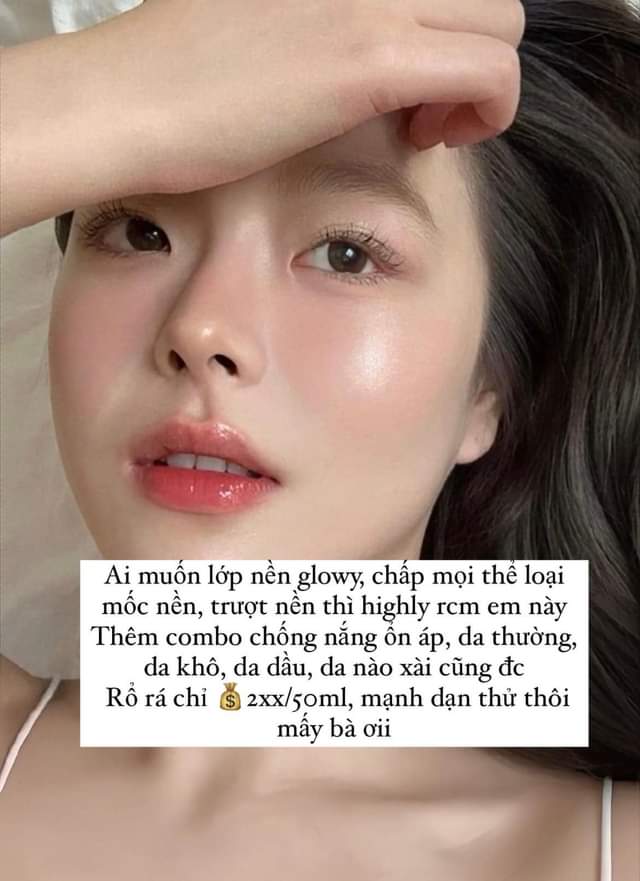 Ai muốn lớp nền glowy, chấp mọi thể loại
mốc nền, trượt nền thì highly rcm em này
Thêm combo chống nắng ổn áp, da thường,
da khô, da dầu, da nào xài cũng đc
Rổ rá chỉ 💰2xx/50ml, mạnh dạn thử thôi
mấy bà ơii